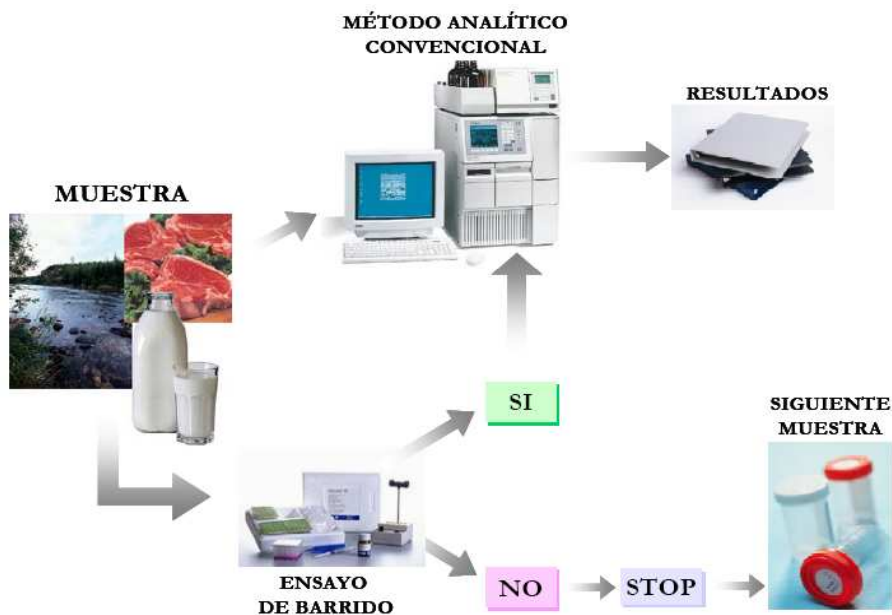 MÉTODO ANALÍTICO
CONVENCIONAL
RESULTADOS
MUESTRA
SI
SIGUIENTE
MUESTRA
ENSAYO
DE BARRIDO
NO
STOP